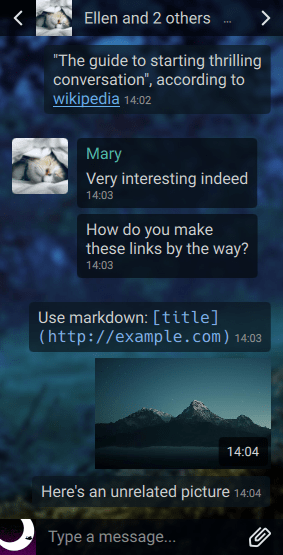 Ellen and 2 others ...
"The guide to starting thrilling
conversation", according to
wikipedia 14:02
Mary
Very interesting indeed
14:03
How do you make
these links by the way?
14:03
Use markdown: [title]
(http://example.com) 14:03
14:04
Here's an unrelated picture 14:04
Type a message...